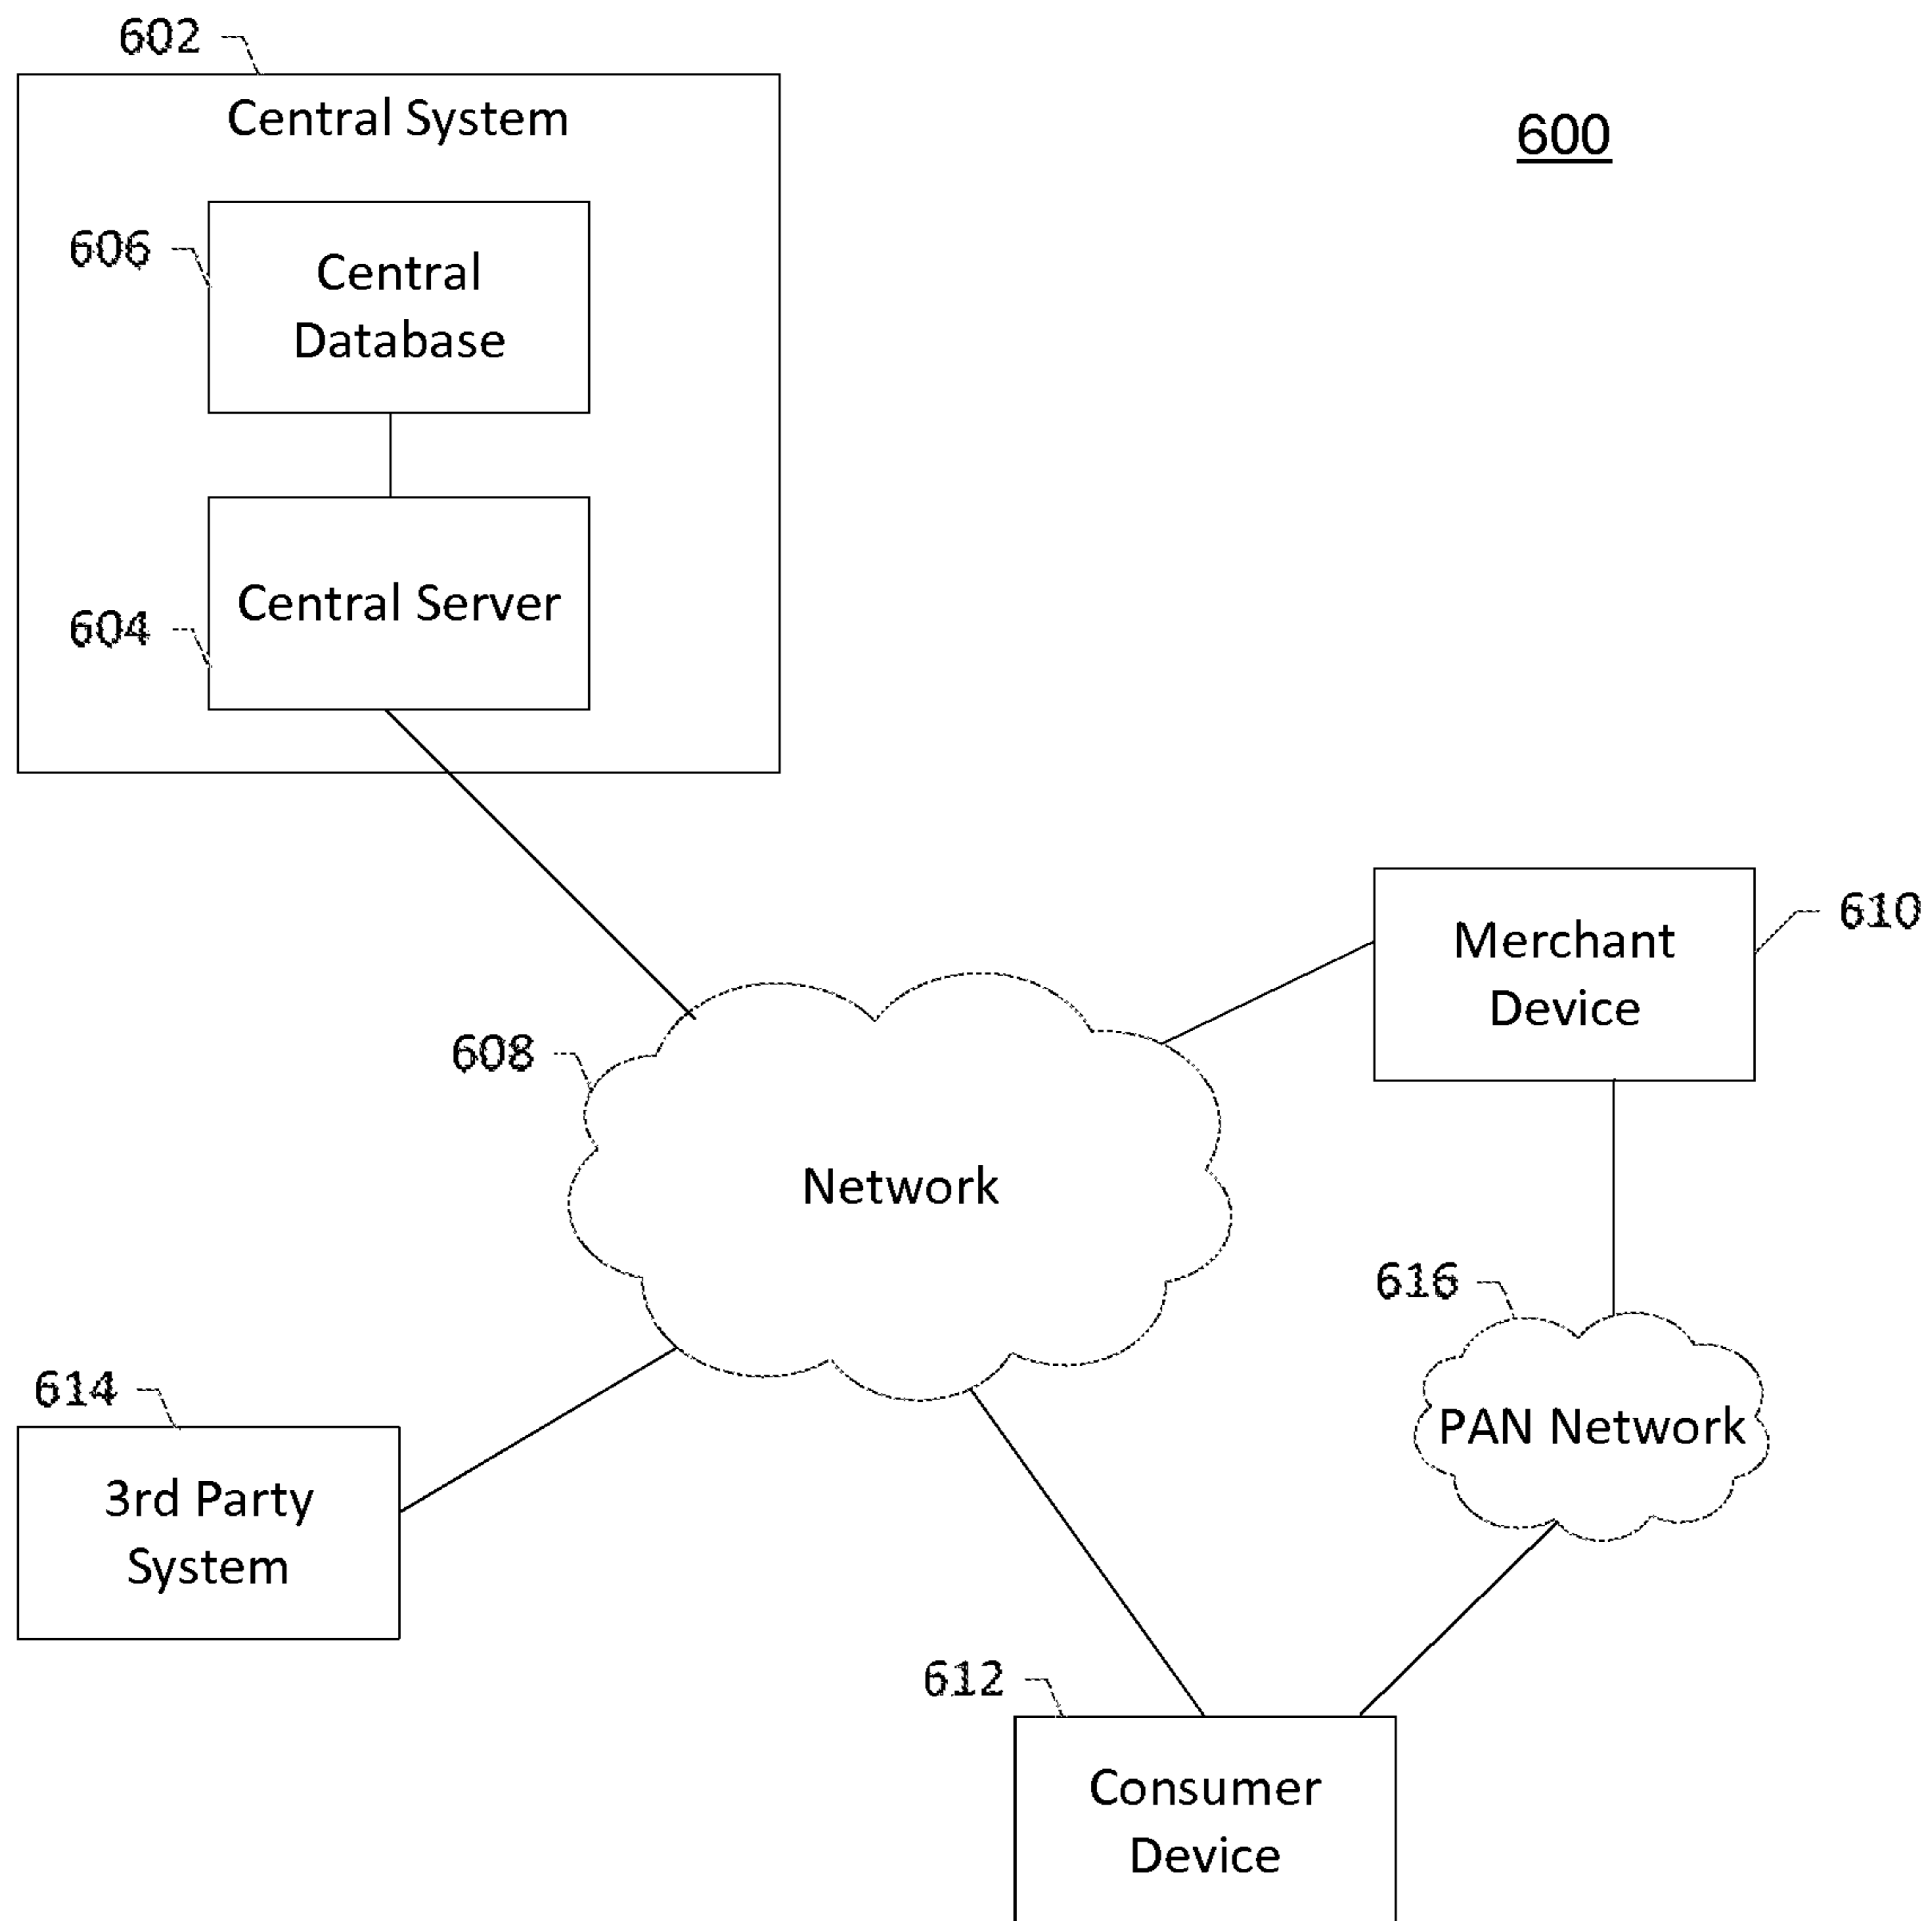 602
Central System
600
606
Central
Database
604
Central Server
610
Merchant
Device
608
Network
616
PAN Network
614
3rd Party
System
612
Consumer
Device